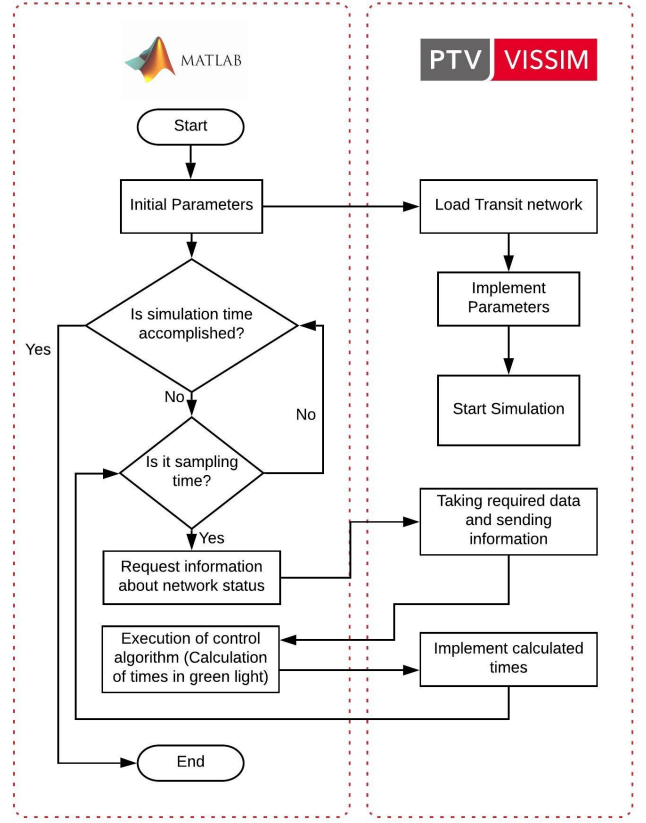 MATLAB
PTV VISSIM
Start
Initial Parameters
Load Transit network
Implement
Parameters
Is simulation time
accomplished?
Yes
No
No
Start Simulation
Is it sampling
time?
Yes
Taking required data
and sending
information
Request information
about network status
Execution of control
algorithm (Calculation
of times in green light)
Implement calculated
times
End